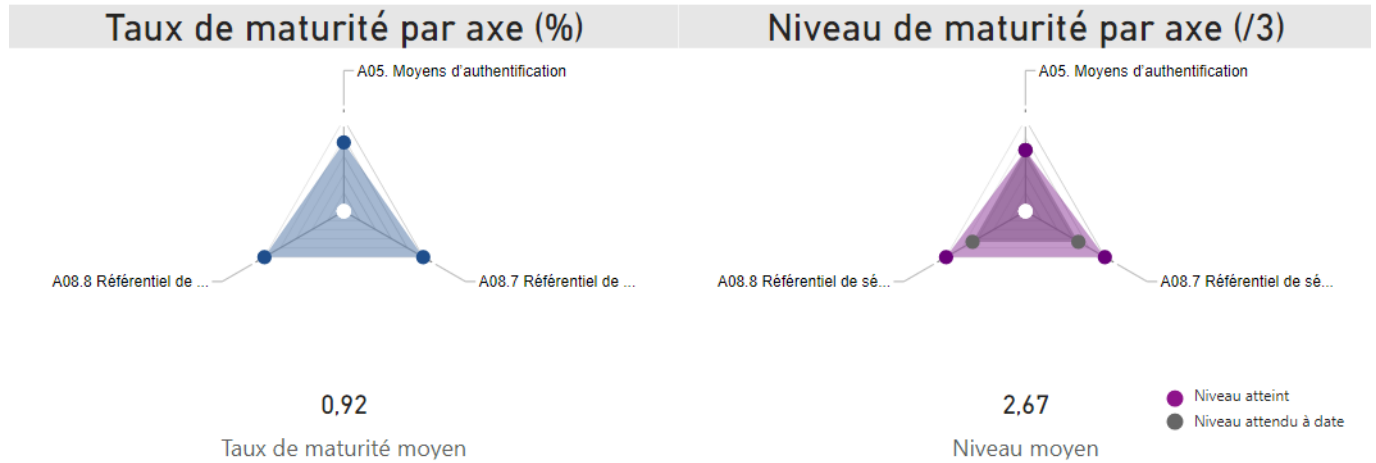 Taux de maturité par axe (%)
Niveau de maturité par axe (/3)
A05. Moyens d'authentification
A08.8 Référentiel de ...
A08.7 Référentiel de ...
A05. Moyens d'authentification
A08.8 Référentiel de sé...
A08.7 Référentiel de sé...
0,92
Taux de maturité moyen
2,67
Niveau moyen
Niveau atteint
Niveau attendu à date